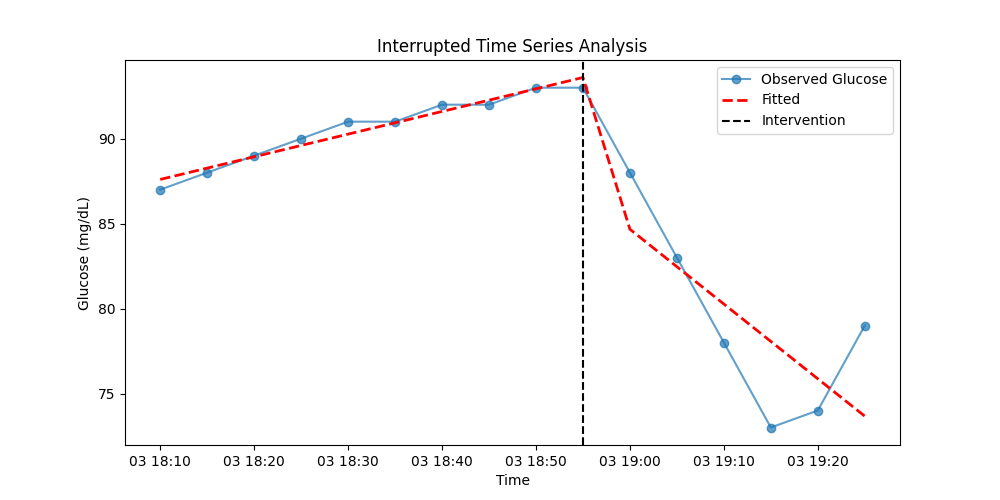 Interrupted Time Series Analysis
Observed Glucose
Fitted
Intervention
Glucose (mg/dL)
90
85
80
75
03 18:10 03 18:20 03 18:30 03 18:40 03 18:50 03 19:00 03 19:10 03 19:20
Time